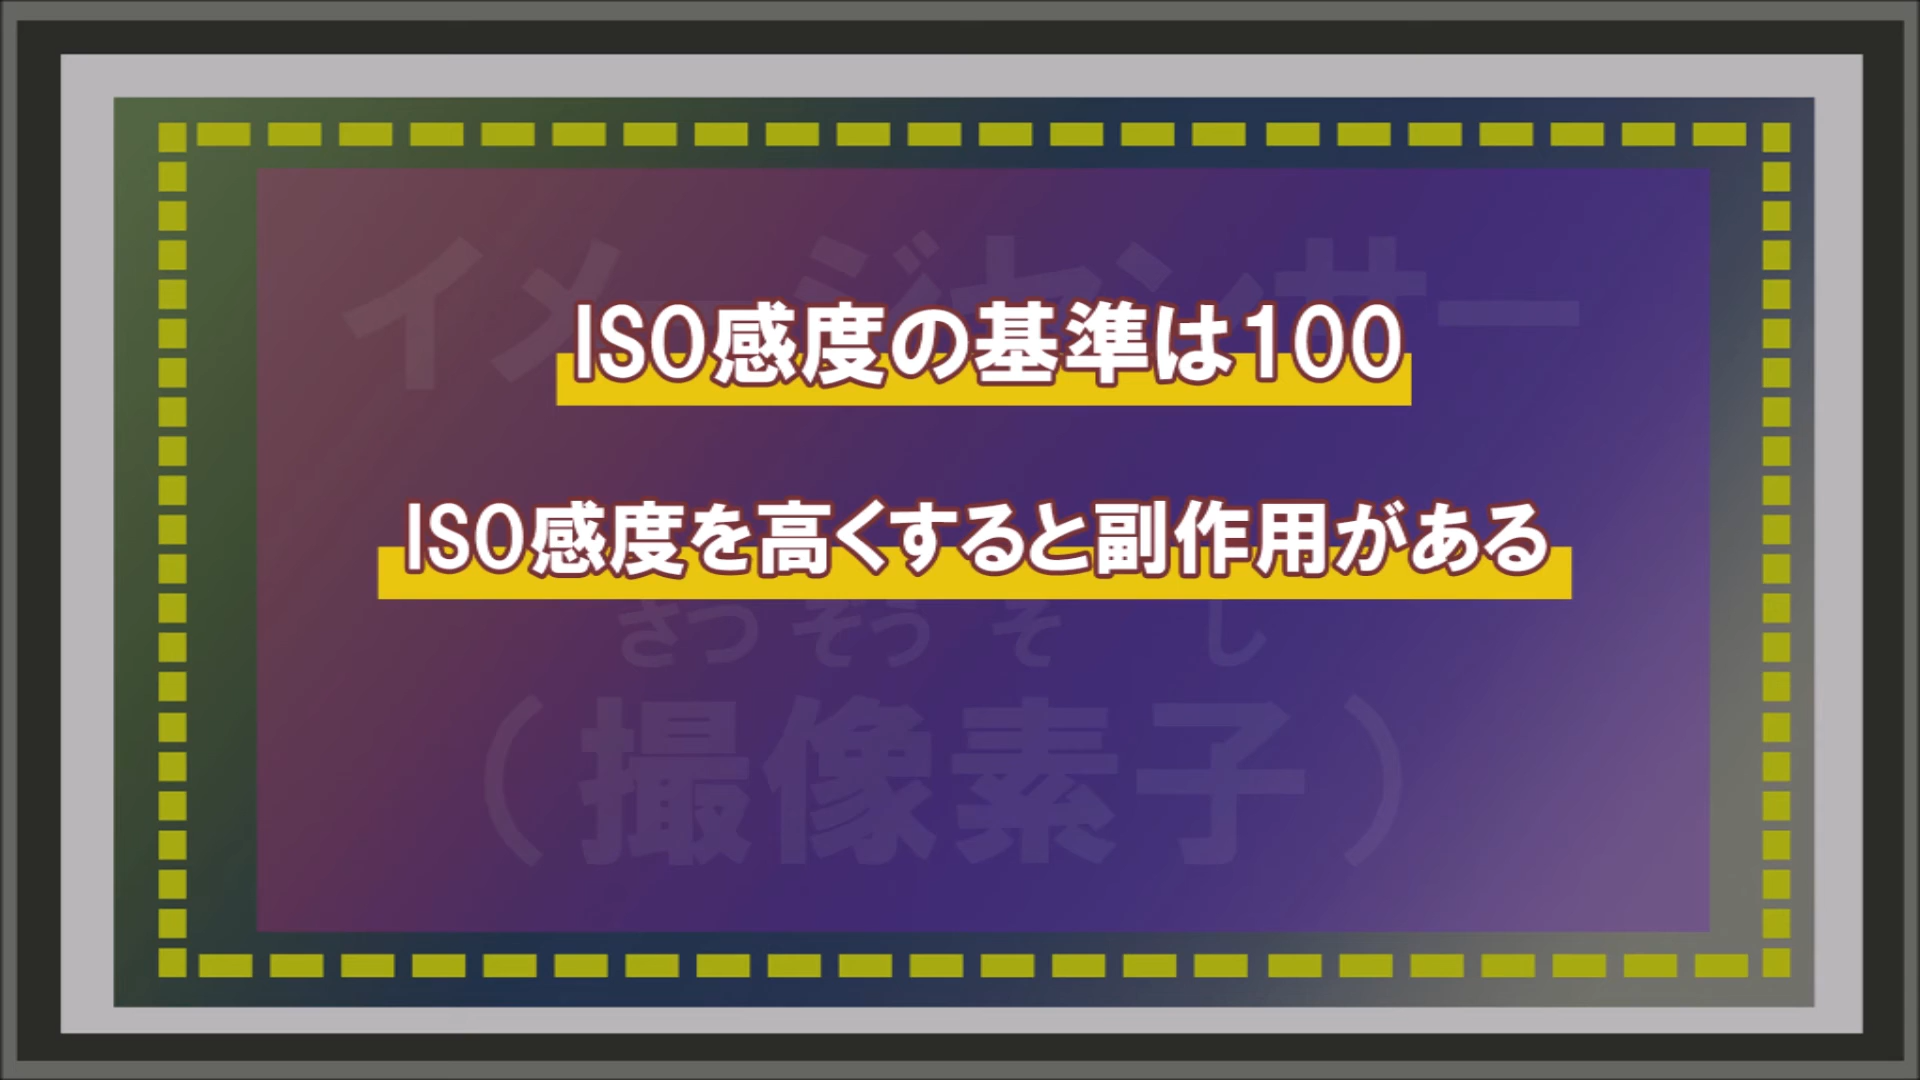 イメージセンサー
ISO感度の基準は100
ISO感度を高くすると副作用がある
さつ ぞう そ し
（撮像素子）